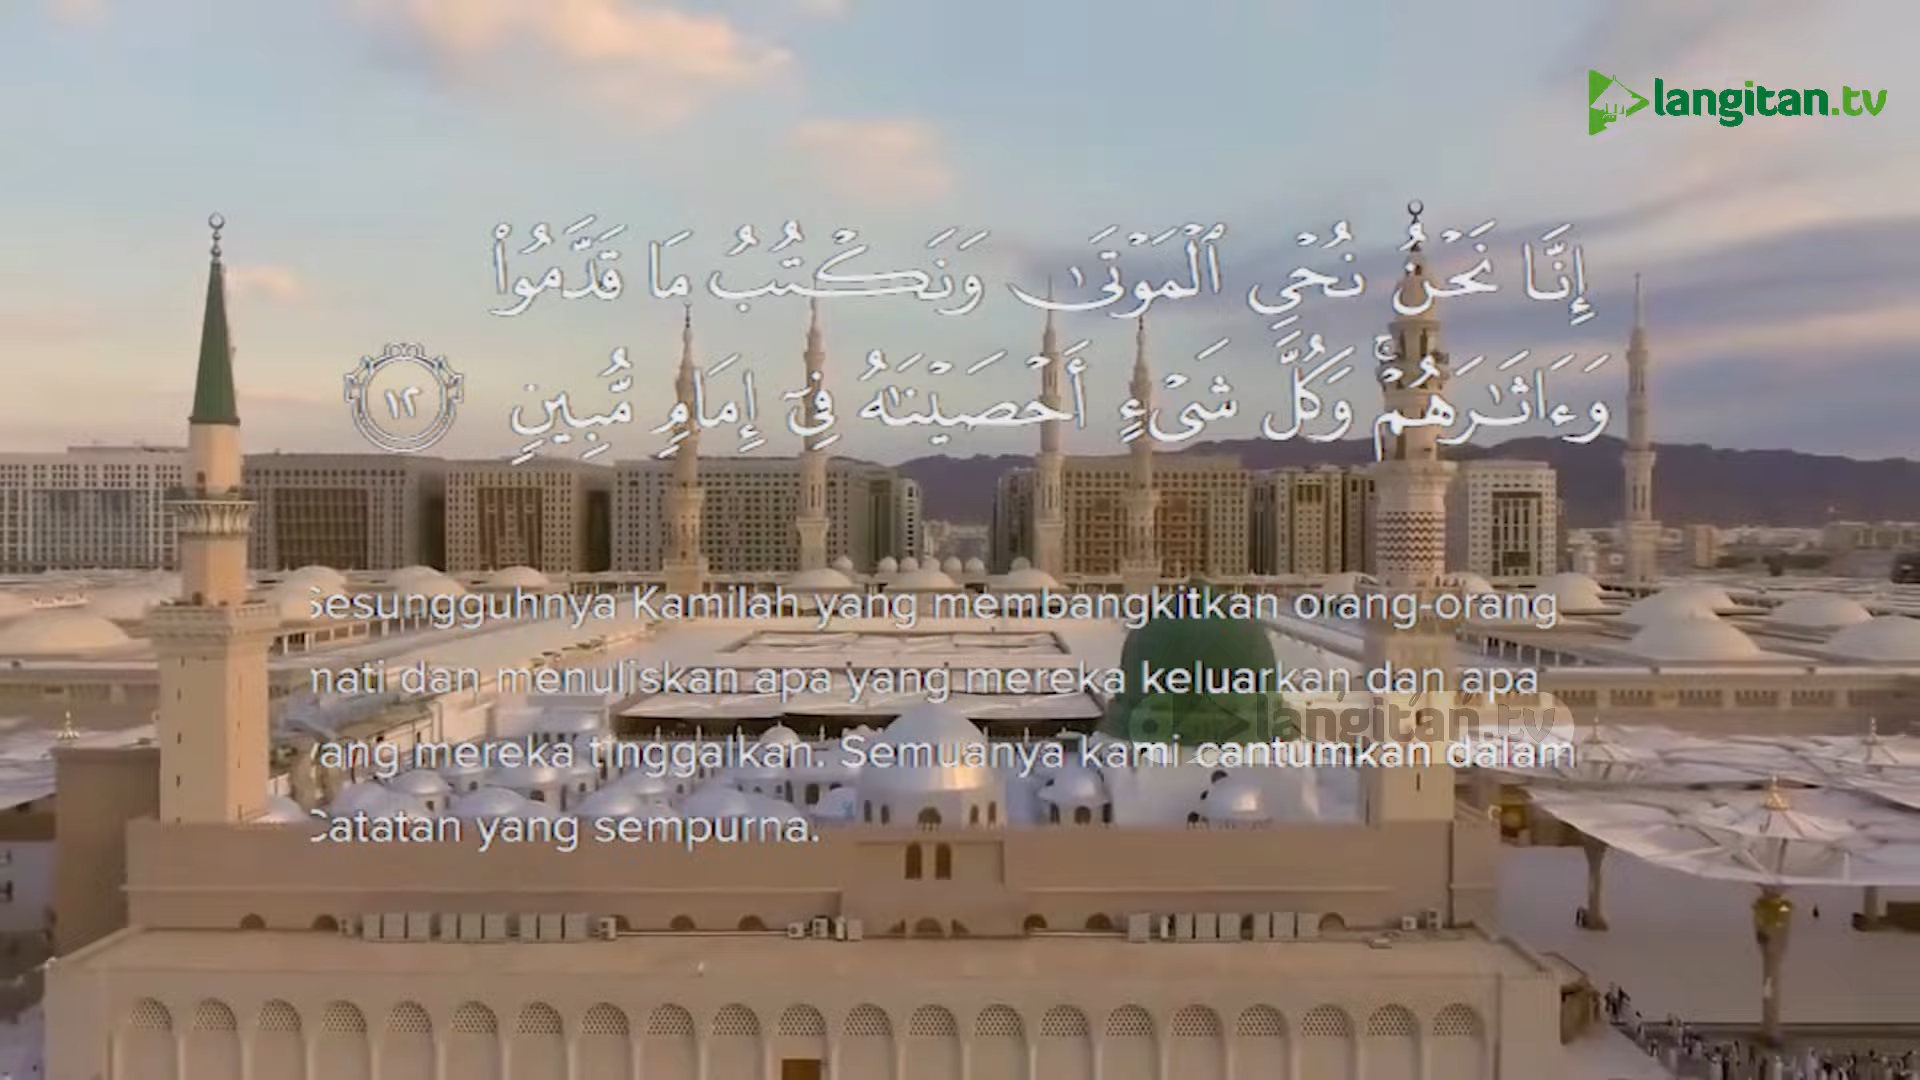 langitan.tv
إِنَّا نَحْنُ نُحْيِ ٱلْمَوْتَىٰ وَنَكْتُبُ مَا قَدَّمُوا۟
وَءَاثَـٰرَهُمْ ۚ وَكُلَّ شَىْءٍ أَحْصَيْنَـٰهُ فِىٓ إِمَامٍ مُّبِينٍ ١٢
Sesungguhnya Kamilah yang membangkitkan orang-orang
mati dan menuliskan apa yang mereka keluarkan dan apa
langitan.tv
yang mereka tinggalkan. Semuanya kami cantumkan dalam
Catatan yang sempurna.